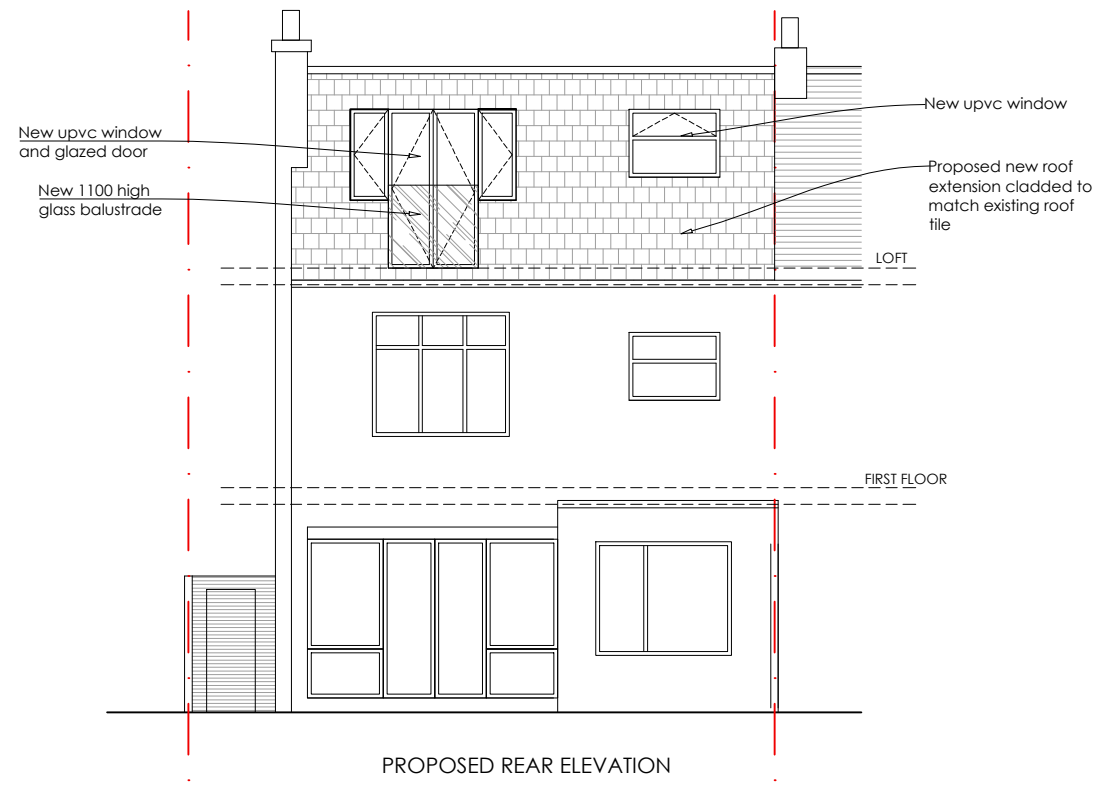 New upvc window
and glazed door
New 1100 high
glass balustrade
New upvc window
Proposed new roof
extension cladded to
match existing roof
tile
LOFT
FIRST FLOOR
PROPOSED REAR ELEVATION